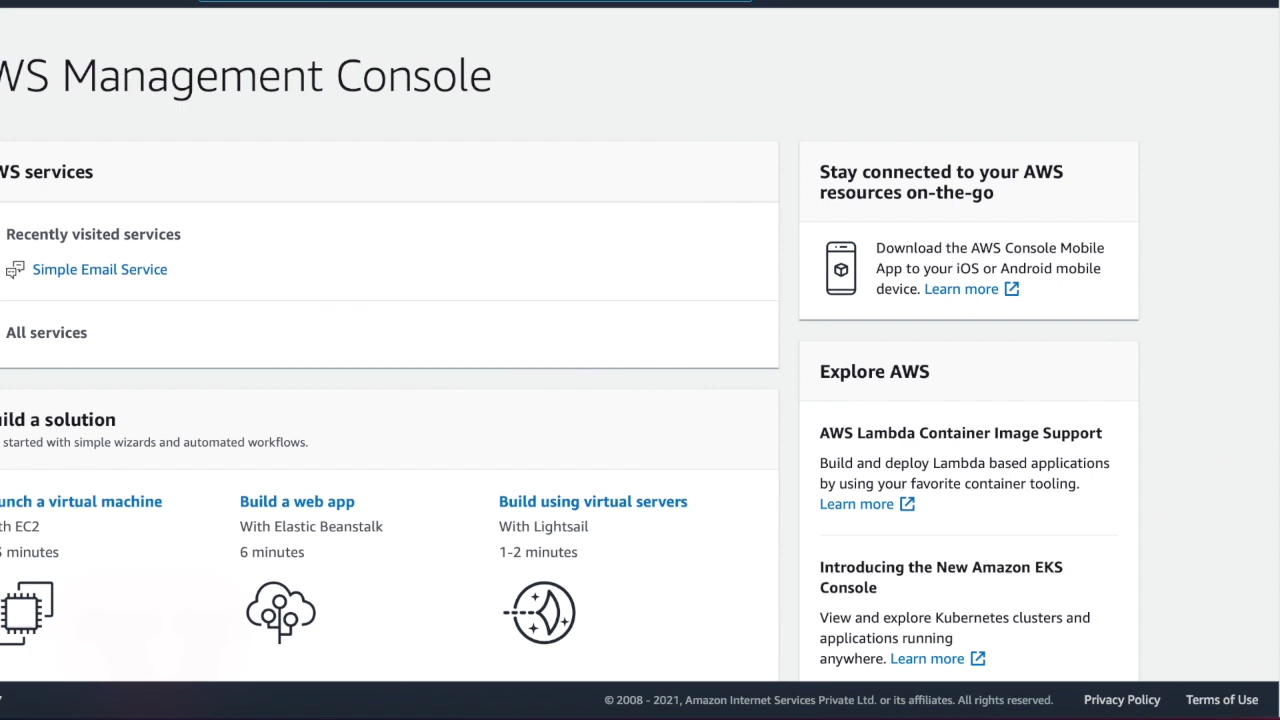 WS Management Console
WS services
Recently visited services
Simple Email Service
All services
ild a solution
started with simple wizards and automated workflows.
unch a virtual machine
th EC2
minutes
Build a web app
With Elastic Beanstalk
6 minutes
Build using virtual servers
With Lightsail
1-2 minutes
Stay connected to your AWS
resources on-the-go
Download the AWS Console Mobile
App to your iOS or Android mobile
device. Learn more
Explore AWS
AWS Lambda Container Image Support
Build and deploy Lambda based applications
by using your favorite container tooling.
Learn more
Introducing the New Amazon EKS
Console
View and explore Kubernetes clusters and
applications running
anywhere. Learn more
© 2008 - 2021, Amazon Internet Services Private Ltd. or its affiliates. All rights reserved. Privacy Policy Terms of Use